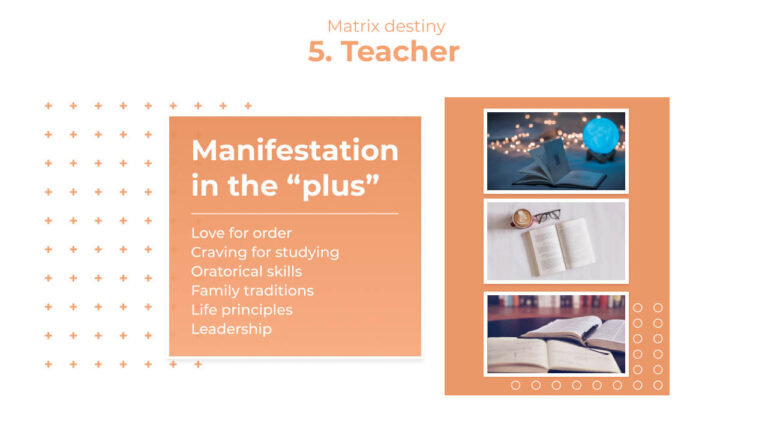 Matrix destiny
5. Teacher
Manifestation
in the “plus”
Love for order
Craving for studying
Oratorical skills
Family traditions
Life principles
Leadership